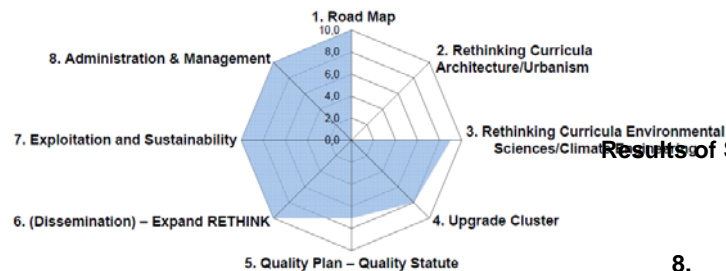 1. Road Map
10,0
8,0
6,0
4,0
2,0
0,0
2. Rethinking Curricula
Architecture/Urbanism
3. Rethinking Curricula Environmental
Sciences/Climate Engineering
Results of S
4. Upgrade Cluster
5. Quality Plan – Quality Statute
6. (Dissemination) – Expand RETHINK
7. Exploitation and Sustainability
8. Administration & Management
8.